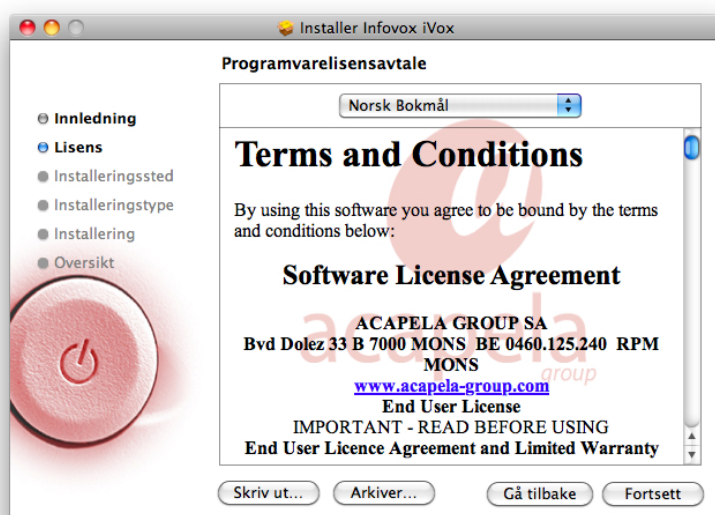 Installer Infovox iVox
Programvarelisensavtale
Innledning
Lisens
Installeringssted
Installeringstype
Installering
Oversikt
Norsk Bokmål
Terms and Conditions
By using this software you agree to be bound by the terms
and conditions below:
Software License Agreement
ACAPELA GROUP SA
Bvd Dolez 33 B 7000 MONS BE 0460.125.240 RPM
MONS
www.acapela-group.com
End User License
IMPORTANT - READ BEFORE USING
End User Licence Agreement and Limited Warranty
acapela
group
Skriv ut...
Arkiver...
Gå tilbake
Fortsett